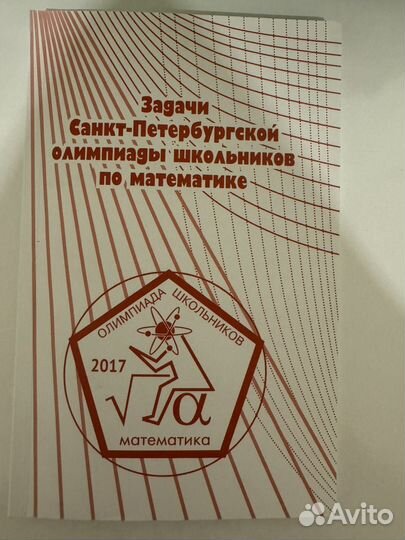 Задачи
Санкт-Петербургской
олимпиады школьников
по математике
ОЛИМПИАДА ШКОЛЬНИКОВ
2017
√α
математика
Avito